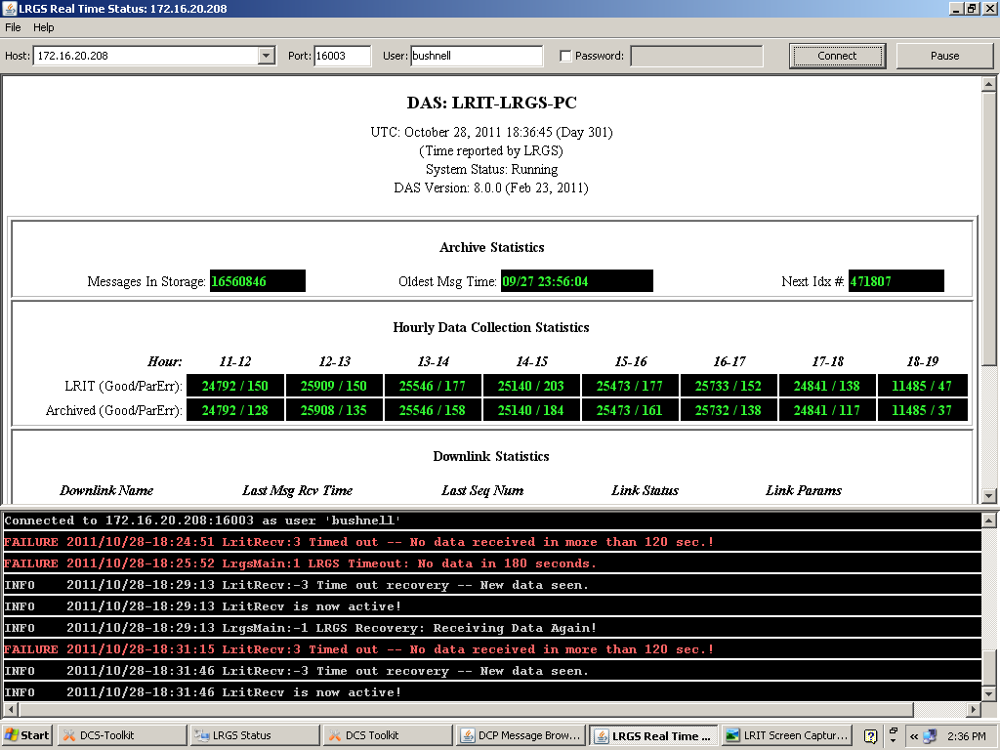 LRGS Real Time Status: 172.16.20.208
File Help
Host: 172.16.20.208 Port: 16003 User: bushnell Password: Connect Pause
DAS: LRIT-LRGS-PC
UTC: October 28, 2011 18:36:45 (Day 301)
(Time reported by LRGS)
System Status: Running
DAS Version: 8.0.0 (Feb 23, 2011)
Archive Statistics
Messages In Storage: 16560846 Oldest Msg Time: 09/27 23:56:04 Next Idx #: 471807
Hourly Data Collection Statistics
Hour: 11-12 12-13 13-14 14-15 15-16 16-17 17-18 18-19
LRIT (Good/ParErr): 24792 / 150 25909 / 150 25546 / 177 25140 / 203 25473 / 177 25733 / 152 24841 / 138 11485 / 47
Archived (Good/ParErr): 24792 / 128 25908 / 135 25546 / 158 25140 / 184 25473 / 161 25732 / 138 24841 / 117 11485 / 37
Downlink Statistics
Downlink Name Last Msg Rcv Time Last Seq Num Link Status Link Params
Connected to 172.16.20.208:16003 as user 'bushnell'
FAILURE 2011/10/28-18:24:51 LritRecv:3 Timed out -- No data received in more than 120 sec.!
FAILURE 2011/10/28-18:25:52 LrgsMain:1 LRGS Timeout: No data in 180 seconds.
INFO 2011/10/28-18:29:13 LritRecv:-3 Time out recovery -- New data seen.
INFO 2011/10/28-18:29:13 LritRecv is now active!
INFO 2011/10/28-18:29:13 LrgsMain:-1 LRGS Recovery: Receiving Data Again!
FAILURE 2011/10/28-18:31:15 LritRecv:3 Timed out -- No data received in more than 120 sec.!
INFO 2011/10/28-18:31:46 LritRecv:-3 Time out recovery -- New data seen.
INFO 2011/10/28-18:31:46 LritRecv is now active!
Start DCS-Toolkit LRGS Status DCS Toolkit DCP Message Brow... LRGS Real Time ... LRIT Screen Captur... « 2:36 PM